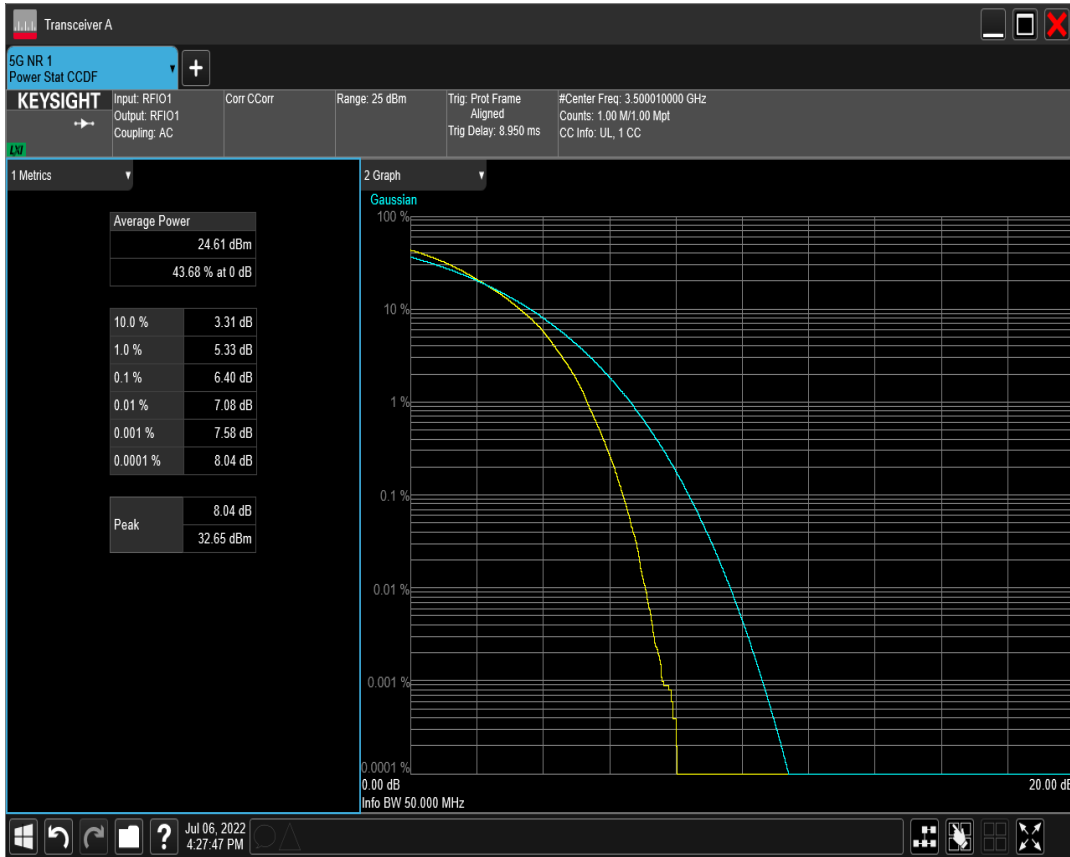 Transceiver A
5G NR 1
Power Stat CCDF
+
KEYSIGHT
LXI
Input: RFIO1
Output: RFIO1
Coupling: AC
Corr CCorr
Range: 25 dBm
Trig: Prot Frame
Aligned
Trig Delay: 8.950 ms
#Center Freq: 3.500010000 GHz
Counts: 1.00 M/1.00 Mpt
CC Info: UL, 1 CC
1 Metrics
Average Power
24.61 dBm
43.68 % at 0 dB
10.0 % 3.31 dB
1.0 % 5.33 dB
0.1 % 6.40 dB
0.01 % 7.08 dB
0.001 % 7.58 dB
0.0001 % 8.04 dB
Peak
8.04 dB
32.65 dBm
2 Graph
Gaussian
100 %
10 %
1 %
0.1 %
0.01 %
0.001 %
0.0001 %
0.00 dB
20.00 dB
Info BW 50.000 MHz
?
Jul 06, 2022
4:27:47 PM